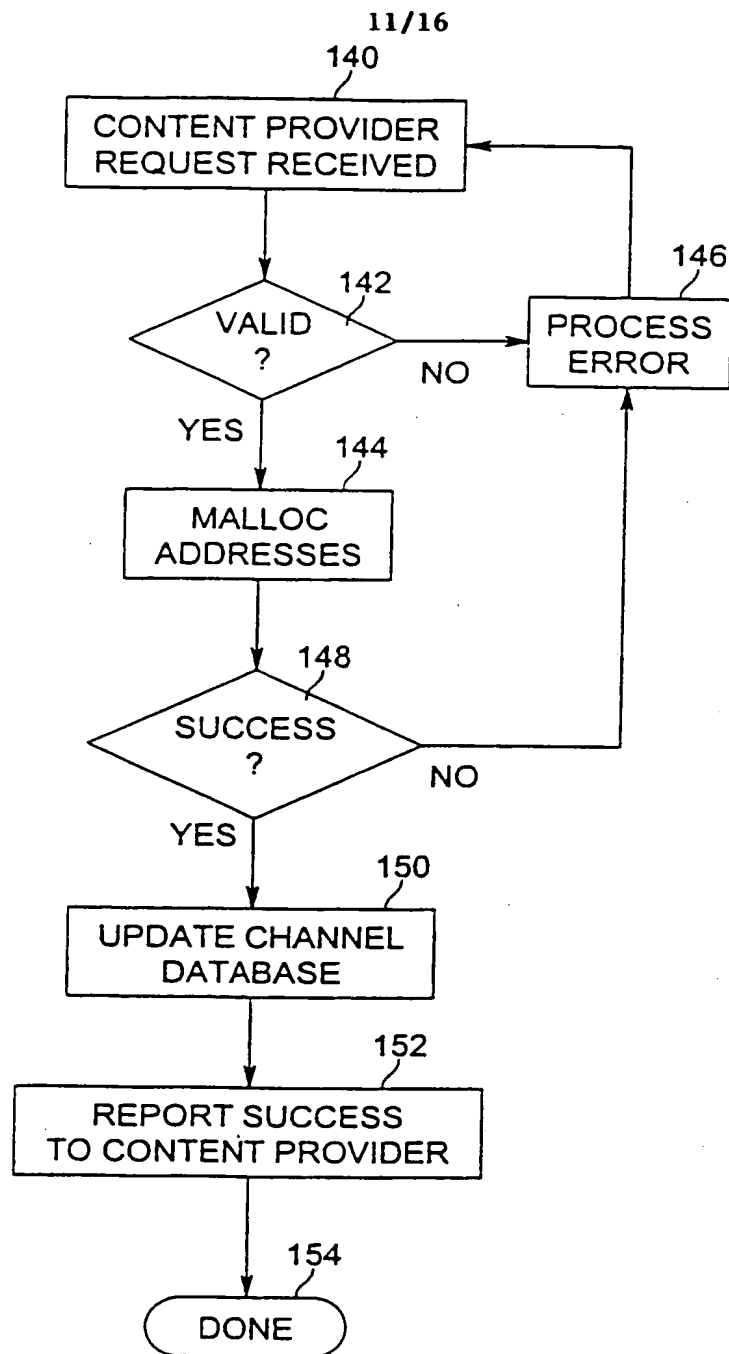 11/16
140
CONTENT PROVIDER
REQUEST RECEIVED
142
VALID
?
NO
146
PROCESS
ERROR
YES
144
MALLOC
ADDRESSES
148
SUCCESS
?
NO
YES
150
UPDATE CHANNEL
DATABASE
152
REPORT SUCCESS
TO CONTENT PROVIDER
154
DONE